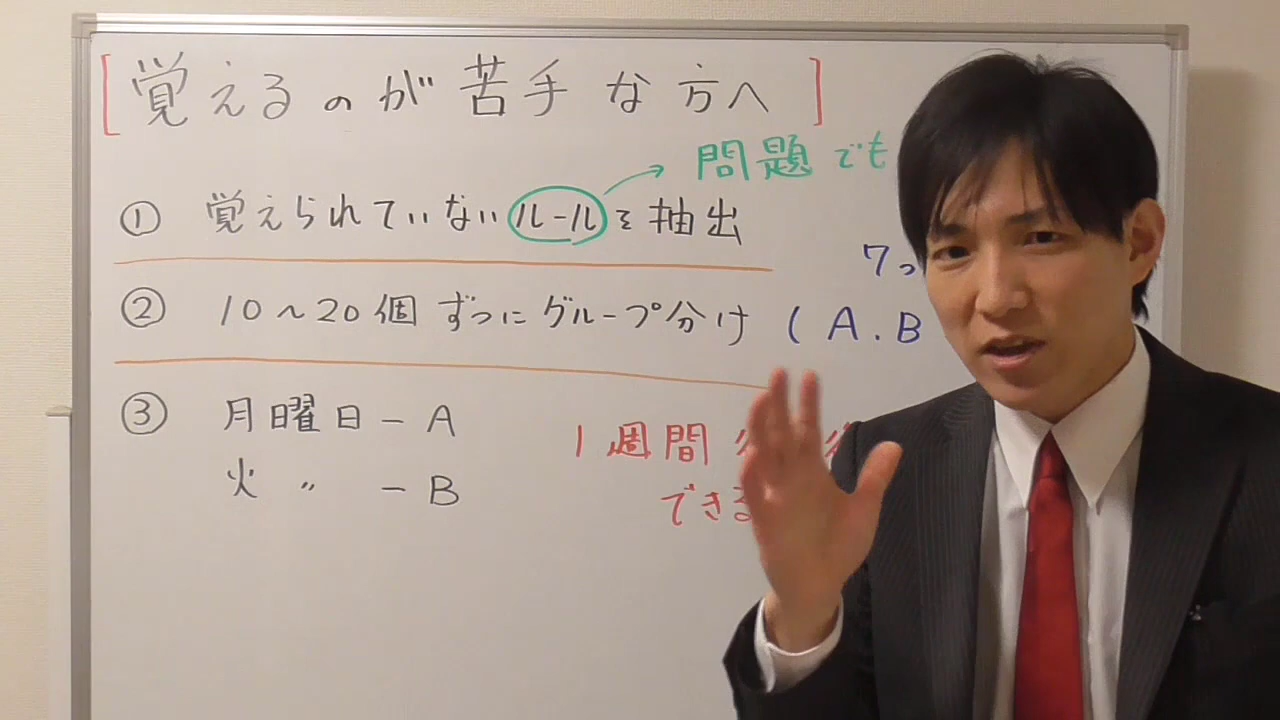 [覚えるのが苦手な方へ]
問題でも
① 覚えられていないルールを抽出
7つ
② 10〜20個ずつにグループ分け (A.B
③ 月曜日-A
1週間
火 〃 -B
できる